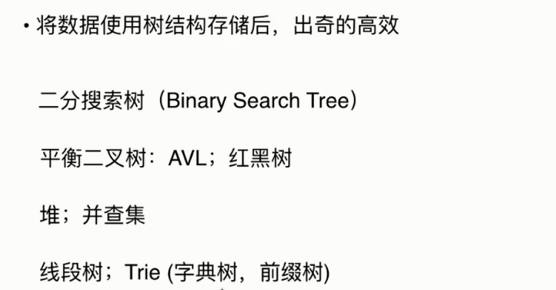 • 将数据使用树结构存储后，出奇的高效
二分搜索树（Binary Search Tree）
平衡二叉树：AVL；红黑树
堆；并查集
线段树；Trie (字典树，前缀树)